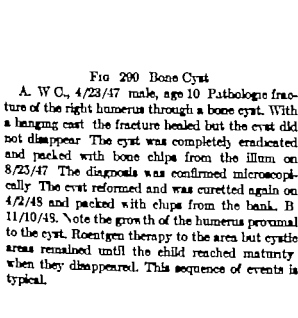 FIG 290 Bone Cyst
A. W C., 4/23/47 male, age 10 Pathologic frac-
ture of the right humerus through a bone cyst. With
a hanging cast the fracture healed but the cyst did
not disappear The cyst was completely eradicated
and packed with bone chips from the ilium on
8/23/47 The diagnosis was confirmed microscopi-
cally The cyst reformed and was curetted again on
4/2/48 and packed with chips from the bank. B
11/10/48. Note the growth of the humerus proximal
to the cyst. Roentgen therapy to the area but cystic
areas remained until the child reached maturity
when they disappeared. This sequence of events is
typical.